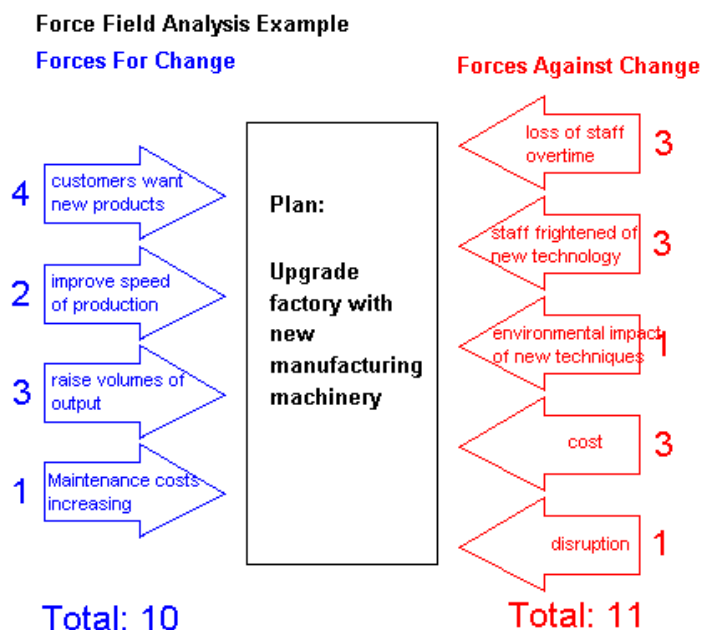 Force Field Analysis Example
Forces For Change
Forces Against Change
4
customers want
new products
2
improve speed
of production
3
raise volumes of
output
1
Maintenance costs
increasing
Total: 10
Plan:
Upgrade
factory with
new
manufacturing
machinery
loss of staff
overtime
3
staff frightened of
new technology
3
environmental impact
of new techniques
1
cost
3
disruption
1
Total: 11